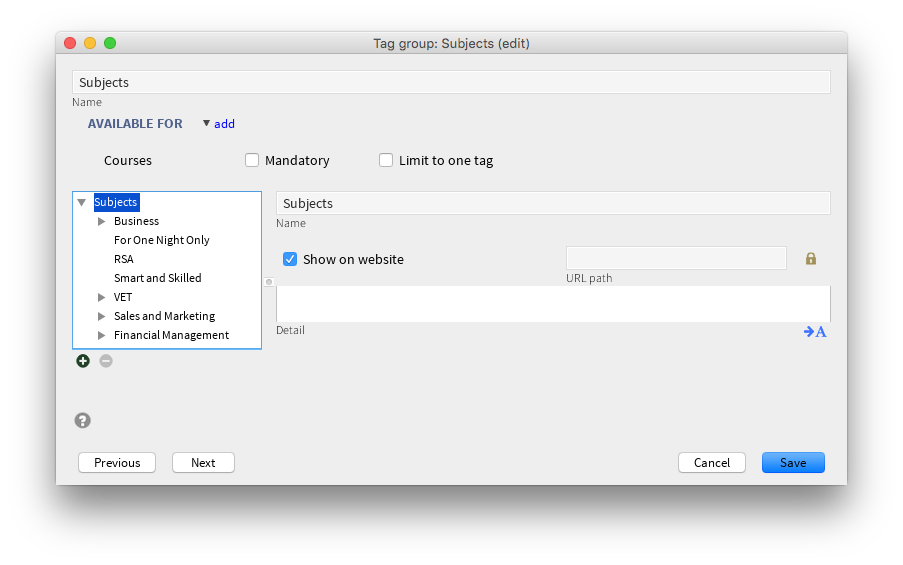 Tag group: Subjects (edit)
Subjects
Name
AVAILABLE FOR ▼ add
Courses Mandatory Limit to one tag
Subjects
Business
For One Night Only
RSA
Smart and Skilled
VET
Sales and Marketing
Financial Management
Subjects
Name
Show on website
URL path
Detail
A
?
Previous Next Cancel Save